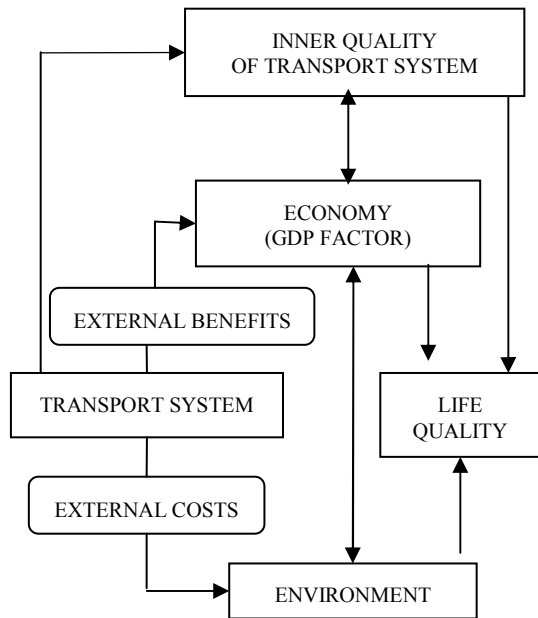 INNER QUALITY
OF TRANSPORT SYSTEM
ECONOMY
(GDP FACTOR)
EXTERNAL BENEFITS
TRANSPORT SYSTEM
LIFE
QUALITY
EXTERNAL COSTS
ENVIRONMENT